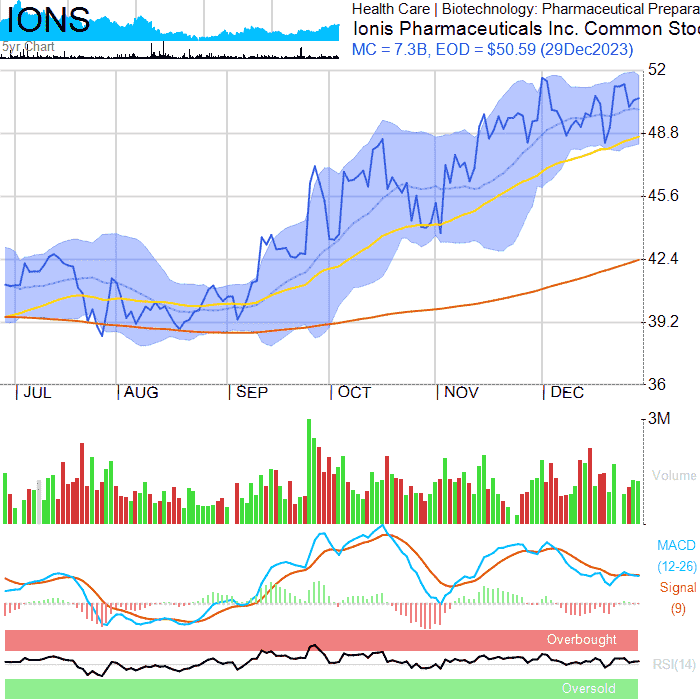 IONS
5yr Chart
Health Care | Biotechnology: Pharmaceutical Prepara
Ionis Pharmaceuticals Inc. Common Stoc
MC = 7.3B, EOD = $50.59 (29Dec2023)
52
48.8
45.6
42.4
39.2
36
JUL
AUG
SEP
OCT
NOV
DEC
3M
Volume
MACD
(12-26)
Signal
(9)
Overbought
RSI(14)
Oversold